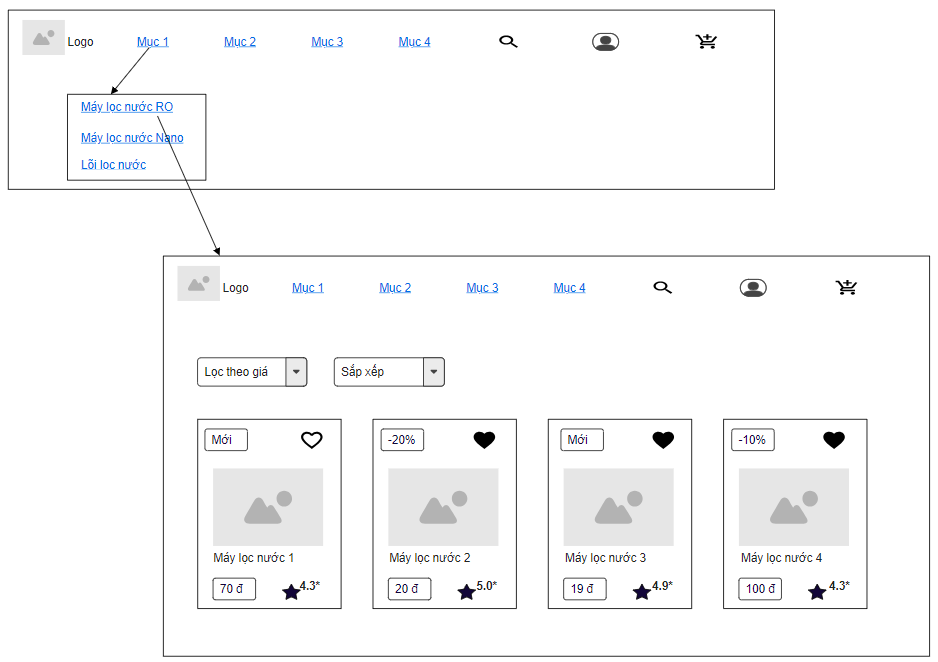 Logo Mục 1 Mục 2 Mục 3 Mục 4
Máy lọc nước RO
Máy lọc nước Nano
Lõi lọc nước
Logo Mục 1 Mục 2 Mục 3 Mục 4
Lọc theo giá Sắp xếp
Mới -20% Mới -10%
Máy lọc nước 1 Máy lọc nước 2 Máy lọc nước 3 Máy lọc nước 4
70 đ 4.3* 20 đ 5.0* 19 đ 4.9* 100 đ 4.3*